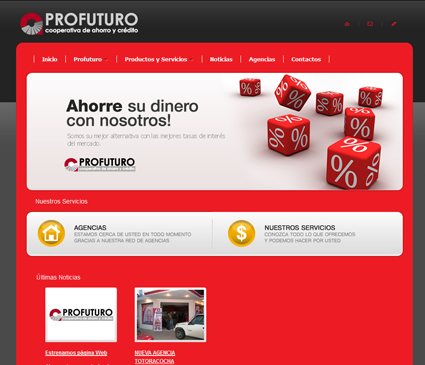 PROFUTURO
cooperativa de ahorro y crédito
Inicio Profuturo Productos y Servicios Noticias Agencias Contactos
Ahorre su dinero
con nosotros!
Somos su mejor alternativa con las mejores tasas de interés
del mercado.
PROFUTURO
Nuestros Servicios
AGENCIAS
ESTAMOS CERCA DE USTED EN TODO MOMENTO
GRACIAS A NUESTRA RED DE AGENCIAS
NUESTROS SERVICIOS
CONOZCA TODO LO QUE OFRECEMOS
Y PODEMOS HACER POR USTED
Últimas Noticias
PROFUTURO
Estrenamos página Web
NUEVA AGENCIA
TOTORACOCHA